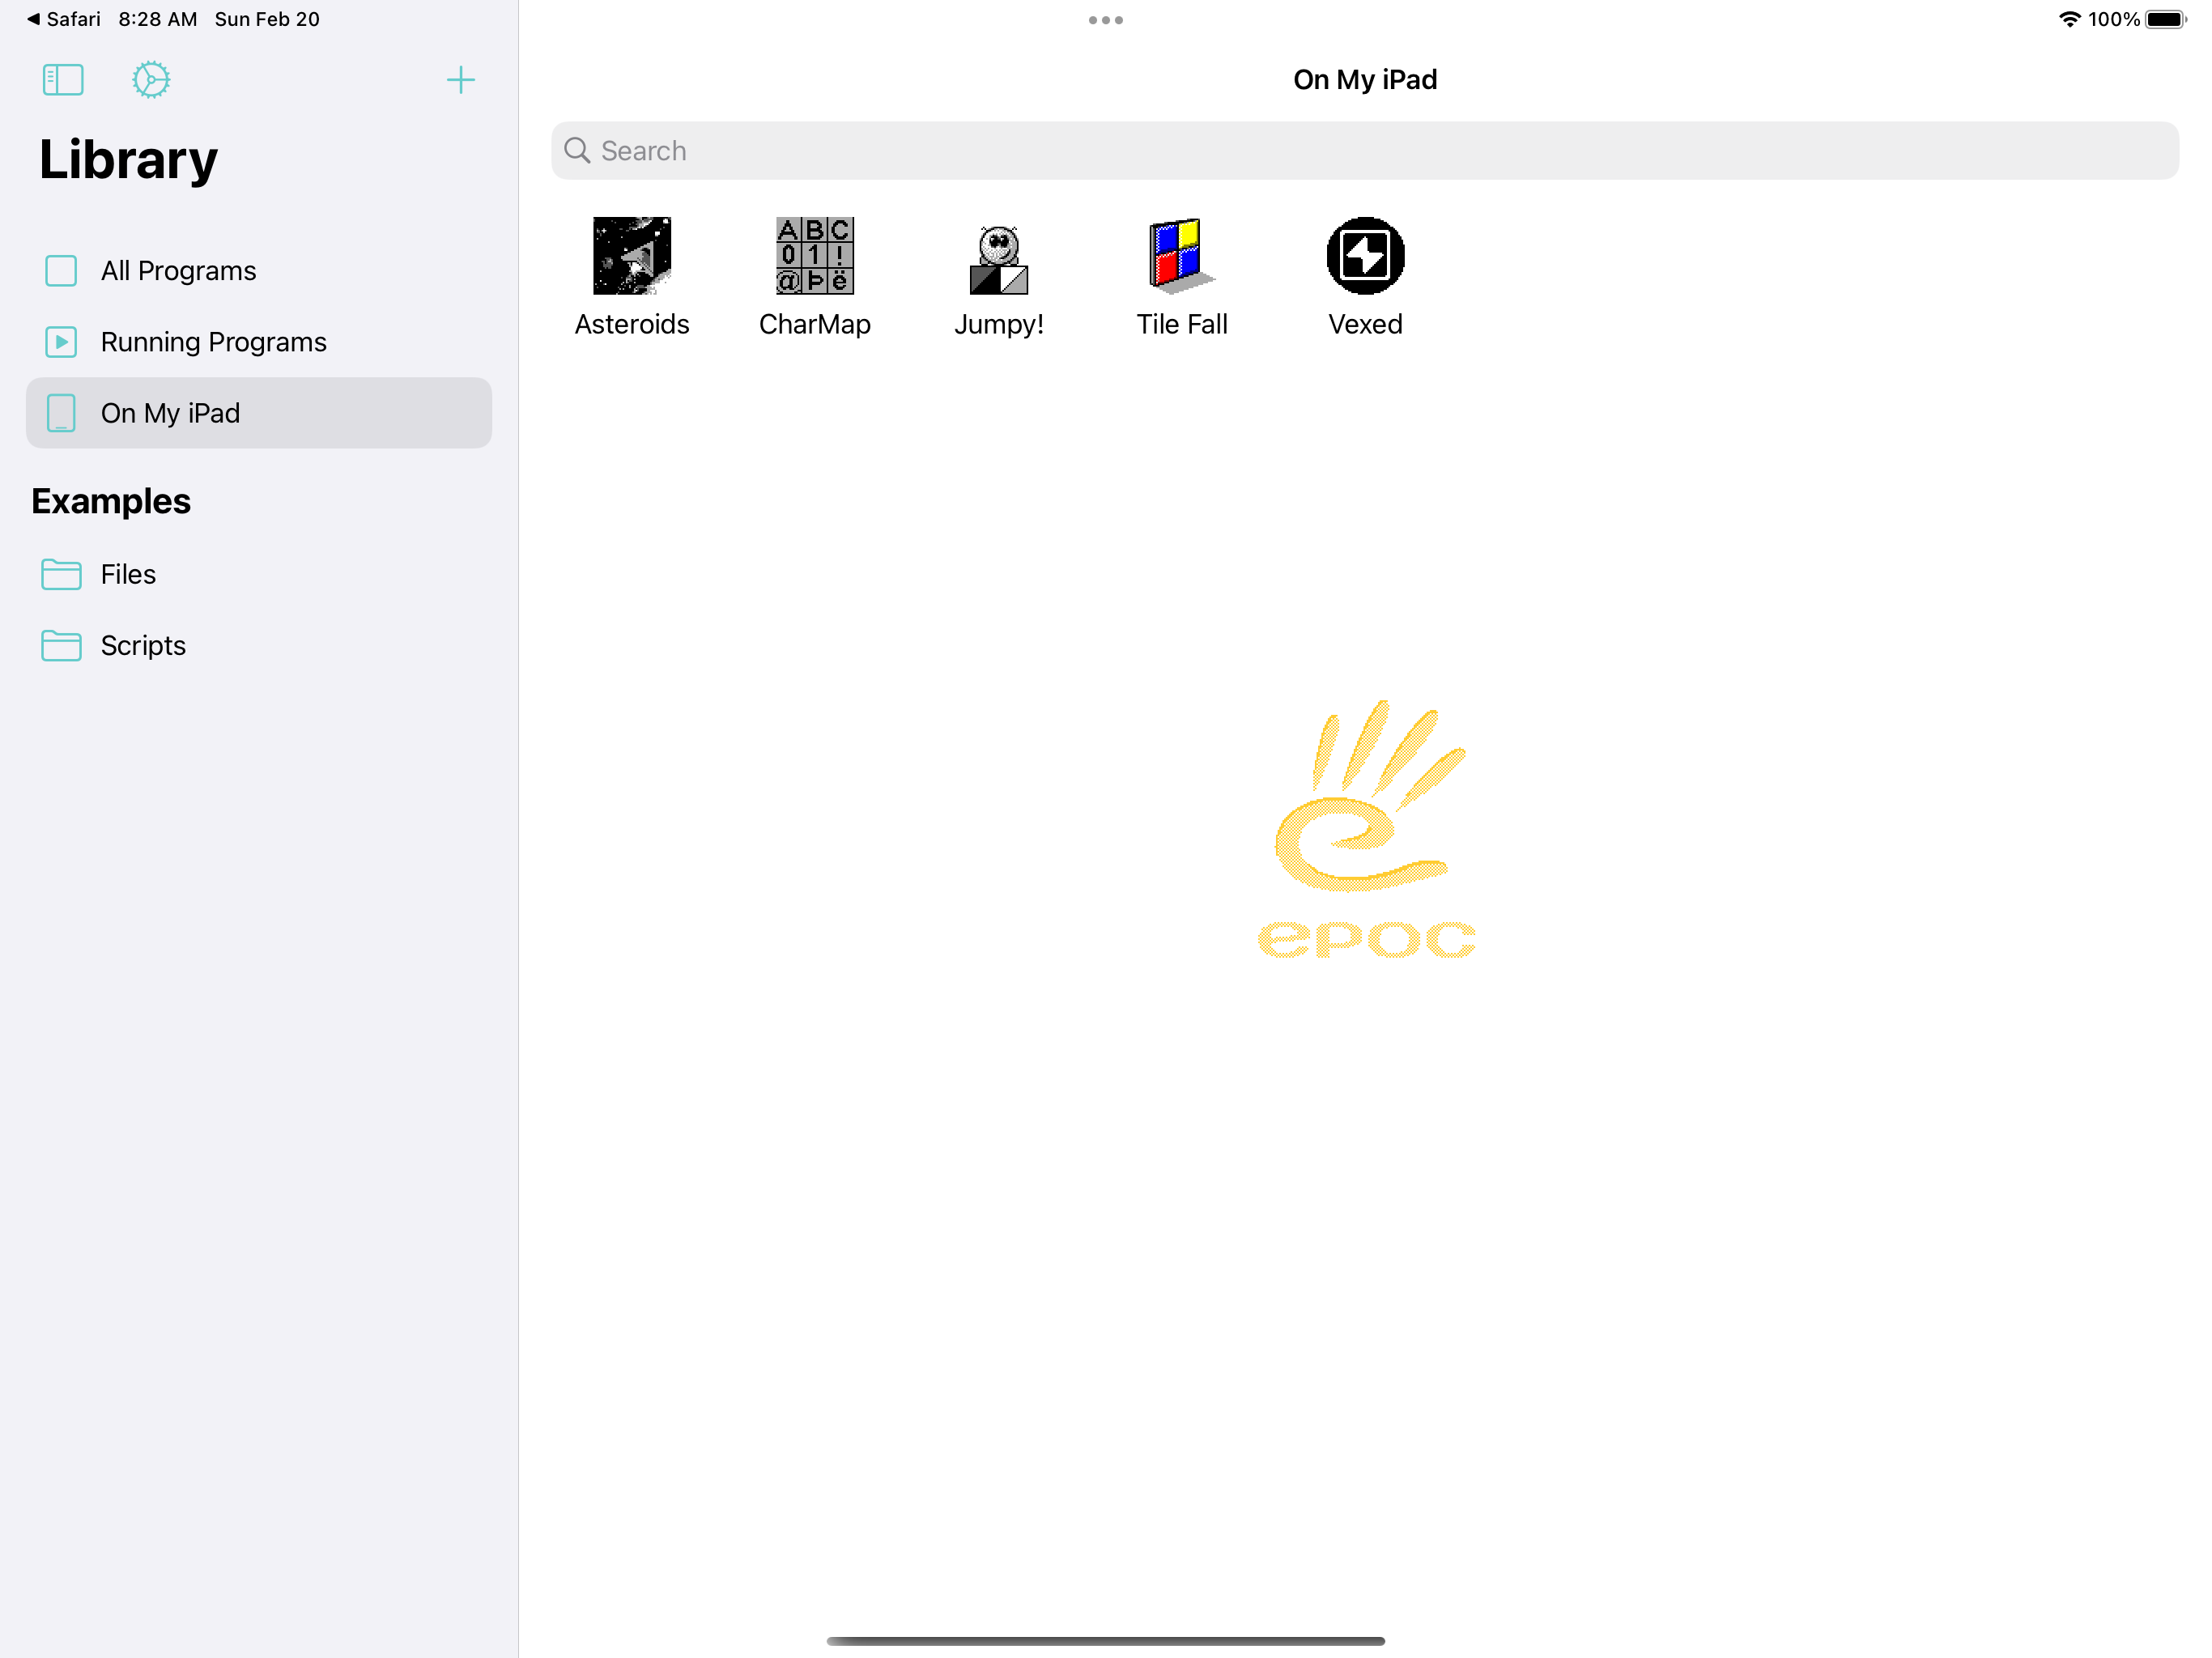 Safari 8:28 AM Sun Feb 20
100%
Library
All Programs
Running Programs
On My iPad
Examples
Files
Scripts
On My iPad
Search
A B C
0 1 !
@ Þ ë
Asteroids
CharMap
Jumpy!
Tile Fall
Vexed
epoc